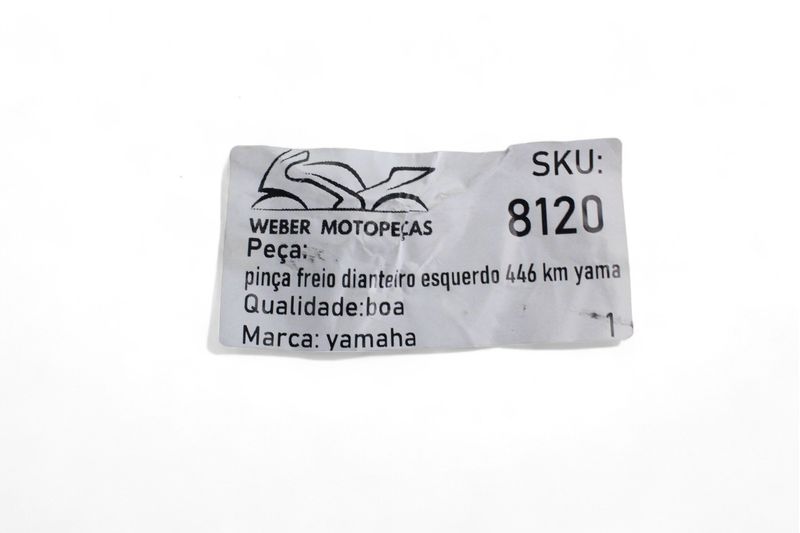 SKU:
8120
WEBER MOTOPEÇAS
Peça:
pinça freio dianteiro esquerdo 446 km yama
Qualidade:boa
Marca: yamaha
1